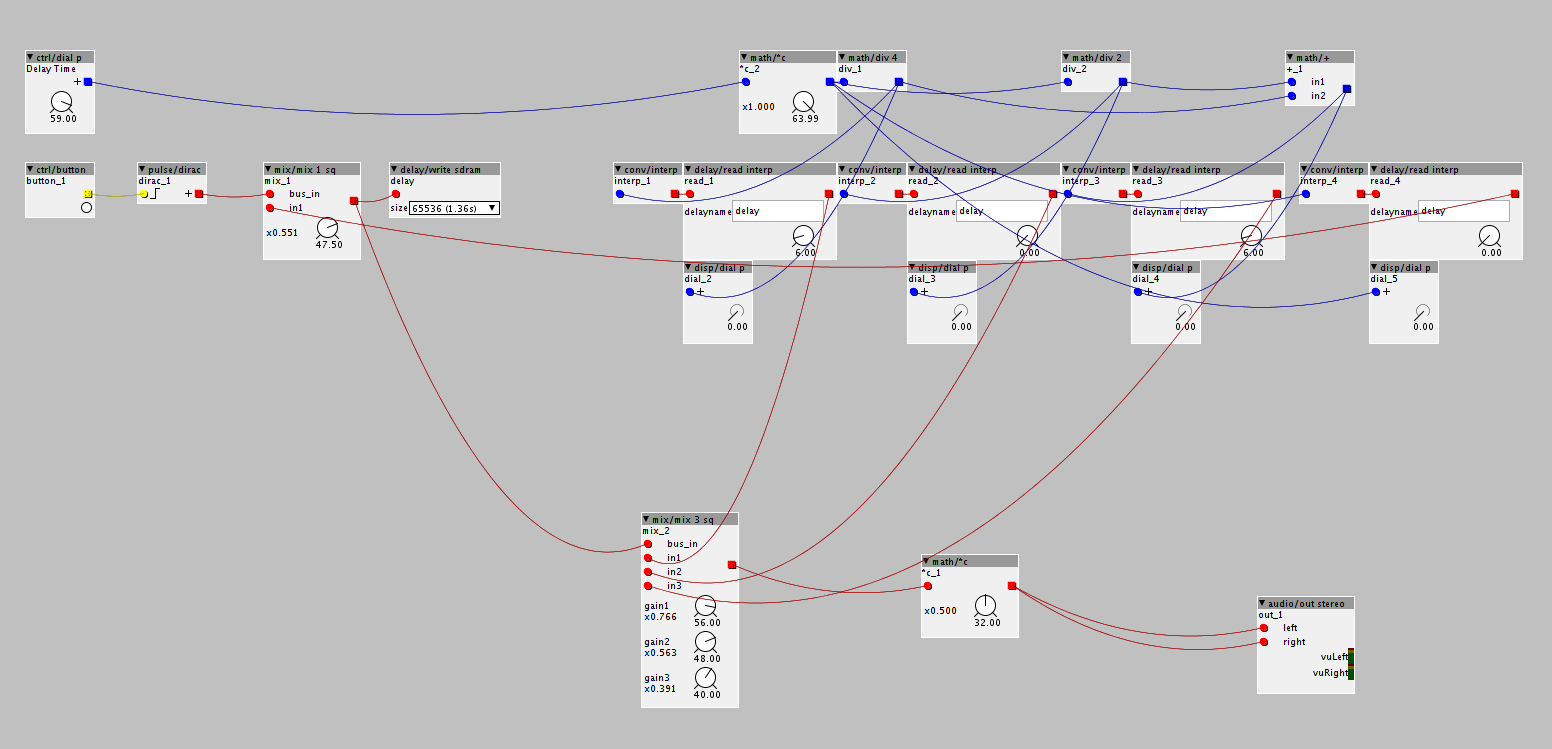 ctrl/dial p
Delay Time
+
59.00
math/*c
*c_2
x1.000
63.99
math/div 4
div_1
math/div 2
div_2
math/+
+_1
in1
in2
ctrl/button
button_1
pulse/dirac
dirac_1
+
mix/mix 1 sq
mix_1
bus_in
in1
x0.551
47.50
delay/write sdram
delay
size 65536 (1.36s)
conv/interp
interp_1
delay/read interp
read_1
delayname delay
6.00
conv/interp
interp_2
delay/read interp
read_2
delayname delay
0.00
conv/interp
interp_3
delay/read interp
read_3
delayname delay
6.00
conv/interp
interp_4
delay/read interp
read_4
delayname delay
0.00
disp/dial p
dial_2
+
0.00
disp/dial p
dial_3
+
0.00
disp/dial p
dial_4
+
0.00
disp/dial p
dial_5
+
0.00
mix/mix 3 sq
mix_2
bus_in
in1
in2
in3
gain1
x0.766
56.00
gain2
x0.563
48.00
gain3
x0.391
40.00
math/*c
*c_1
x0.500
32.00
audio/out stereo
out_1
left
right
vuLeft
vuRight